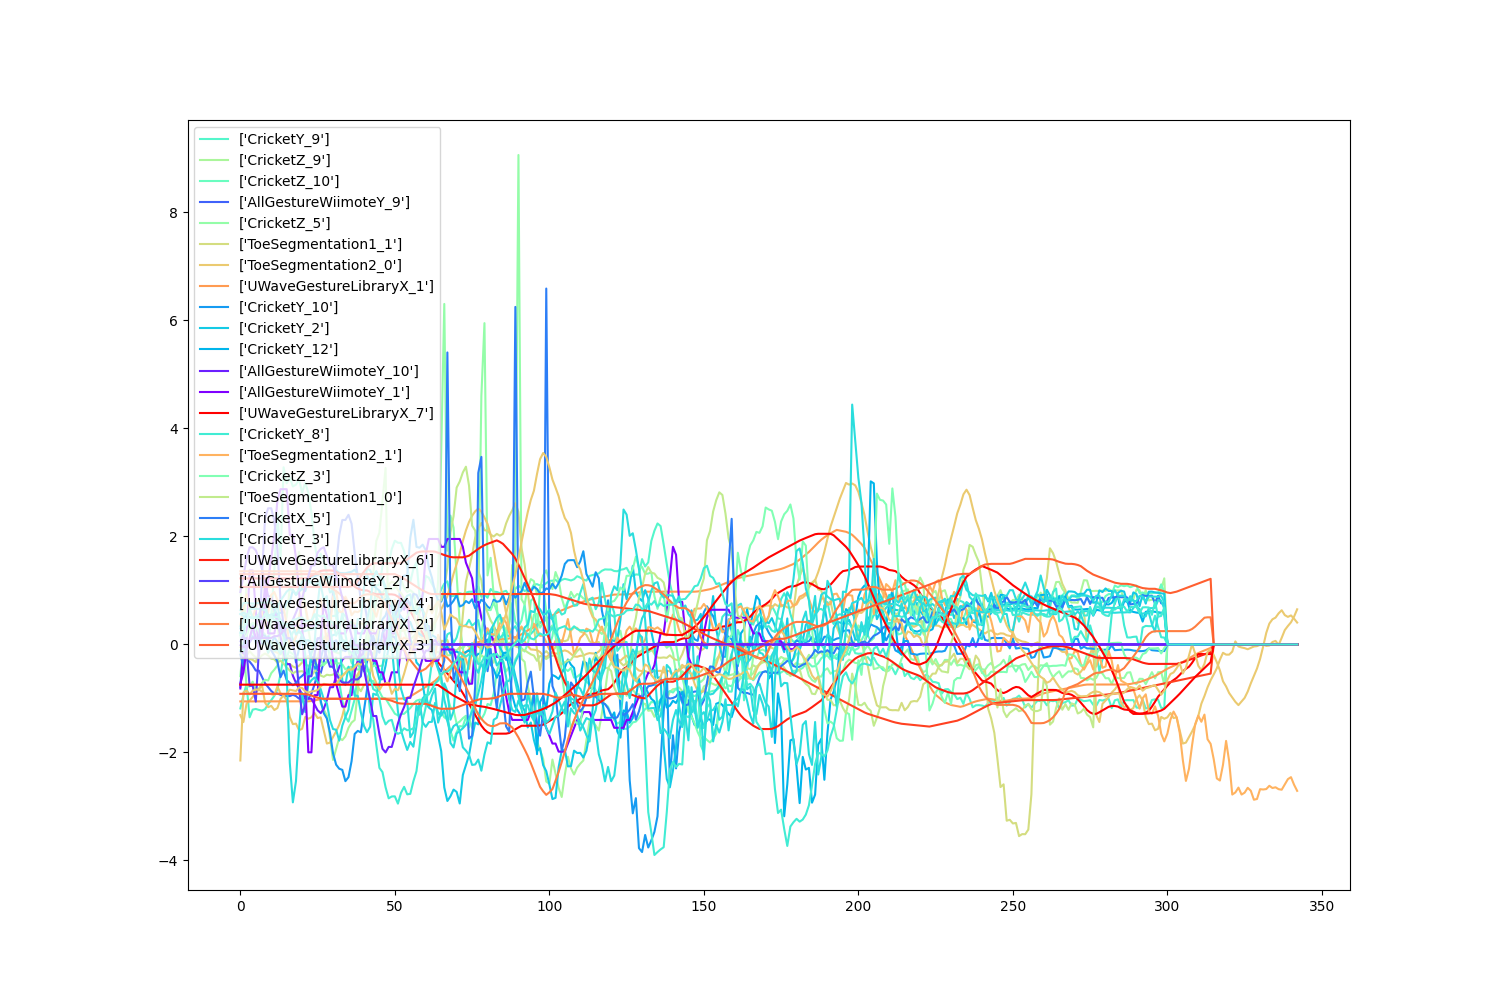 ['CricketY_9']
['CricketZ_9']
['CricketZ_10']
['AllGestureWiimoteY_9']
['CricketZ_5']
['ToeSegmentation1_1']
['ToeSegmentation2_0']
['UWaveGestureLibraryX_1']
['CricketY_10']
['CricketY_2']
['CricketY_12']
['AllGestureWiimoteY_10']
['AllGestureWiimoteY_1']
['UWaveGestureLibraryX_7']
['CricketY_8']
['ToeSegmentation2_1']
['CricketZ_3']
['ToeSegmentation1_0']
['CricketX_5']
['CricketY_3']
['UWaveGestureLibraryX_6']
['AllGestureWiimoteY_2']
['UWaveGestureLibraryX_4']
['UWaveGestureLibraryX_2']
['UWaveGestureLibraryX_3']
8
6
4
2
0
−2
−4
0 50 100 150 200 250 300 350